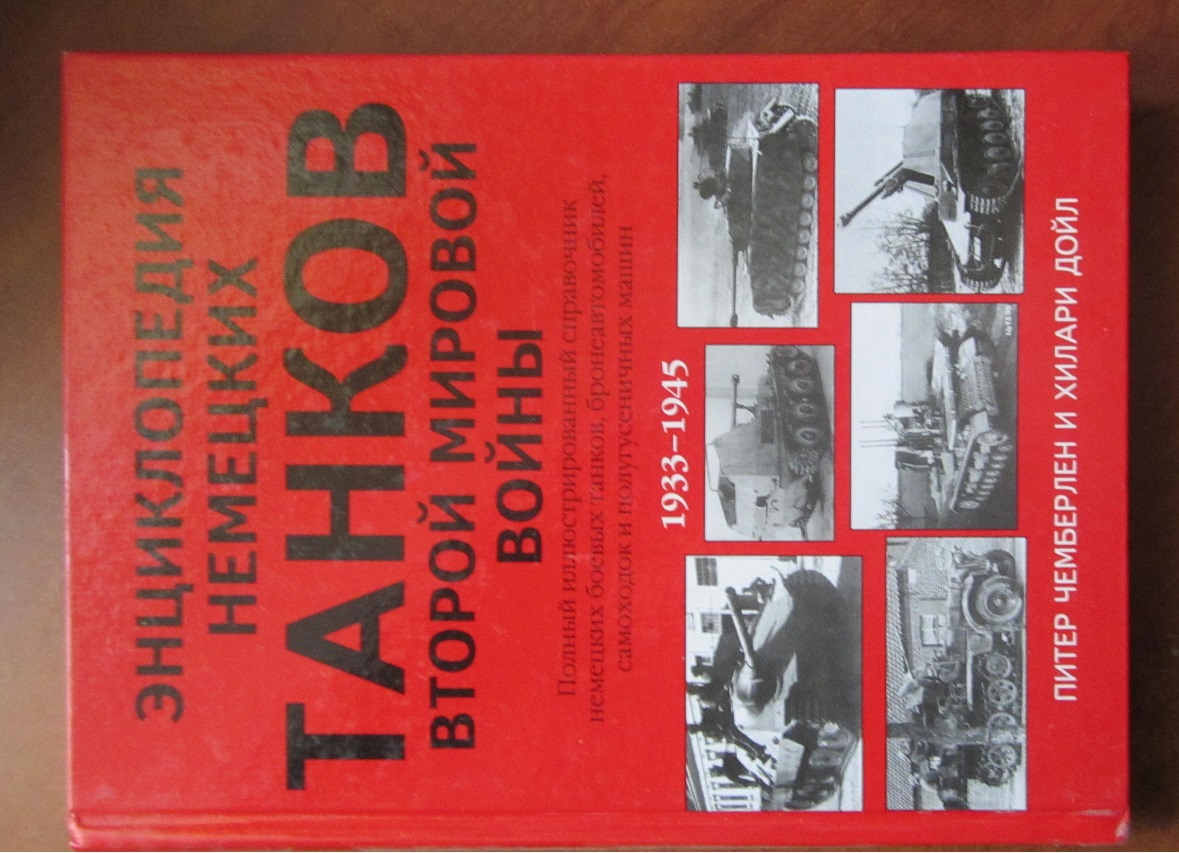 ЭНЦИКЛОПЕДИЯ
НЕМЕЦКИХ
ТАНКОВ
ВТОРОЙ МИРОВОЙ
ВОЙНЫ
Полный иллюстрированный справочник
немецких боевых танков, бронеавтомобилей,
самоходок и полугусеничных машин
1933–1945
ПИТЕР ЧЕМБЕРЛЕН И ХИЛАРИ ДОЙЛ